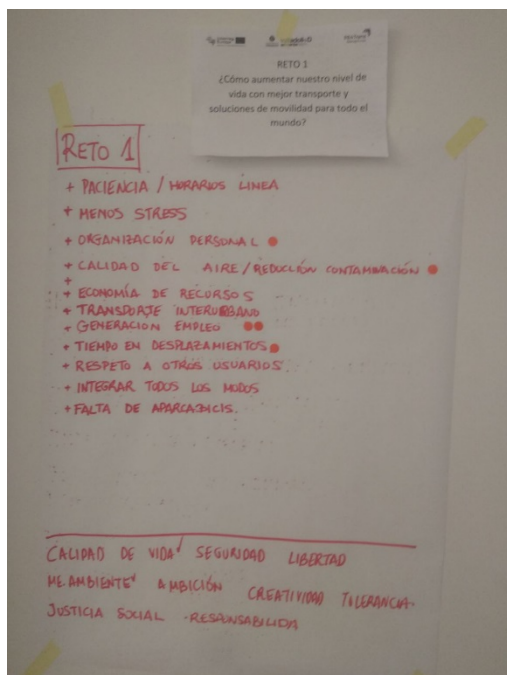 RETO 1
¿Cómo aumentar nuestro nivel de
vida con mejor transporte y
soluciones de movilidad para todo el
mundo?
RETO 1
+ PACIENCIA / HORARIOS LINEA
+ MENOS STRESS
+ ORGANIZACIÓN PERSONAL
+ CALIDAD DEL AIRE/REDUCCIÓN CONTAMINACIÓN
+
+ ECONOMÍA DE RECURSOS
+ TRANSPORTE INTERURBANO
+ GENERACION EMPLEO
+ TIEMPO EN DESPLAZAMIENTOS
+ RESPETO A OTROS USUARIOS
+ INTEGRAR TODOS LOS MODOS
+ FALTA DE APARCABICIS.
CALIDAD DE VIDA SEGURIDAD LIBERTAD
M.AMBIENTE AMBICIÓN CREATIVIDAD TOLERANCIA
JUSTICIA SOCIAL -RESPONSABILIDA